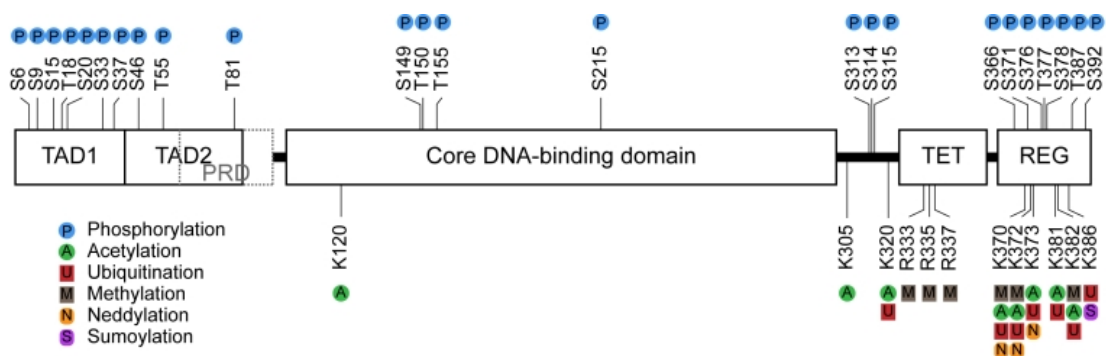 P P P P P P P P P P P P P P P P P P P P P P P P P P
S6 S9 S15 T18 S20 S33 S37 S46 T55 T81 S149 T150 T155 S215 S313 S314 S315 S366 S371 S376 T377 S378 T387 S392
TAD1 TAD2 PRD Core DNA-binding domain TET REG
K120 K305 K320 R333 R335 R337 K370 K372 K373 K381 K382 K386
A A A M M M M M A A M U
U A A U U A S
U U N U
N N
P Phosphorylation
A Acetylation
U Ubiquitination
M Methylation
N Neddylation
S Sumoylation